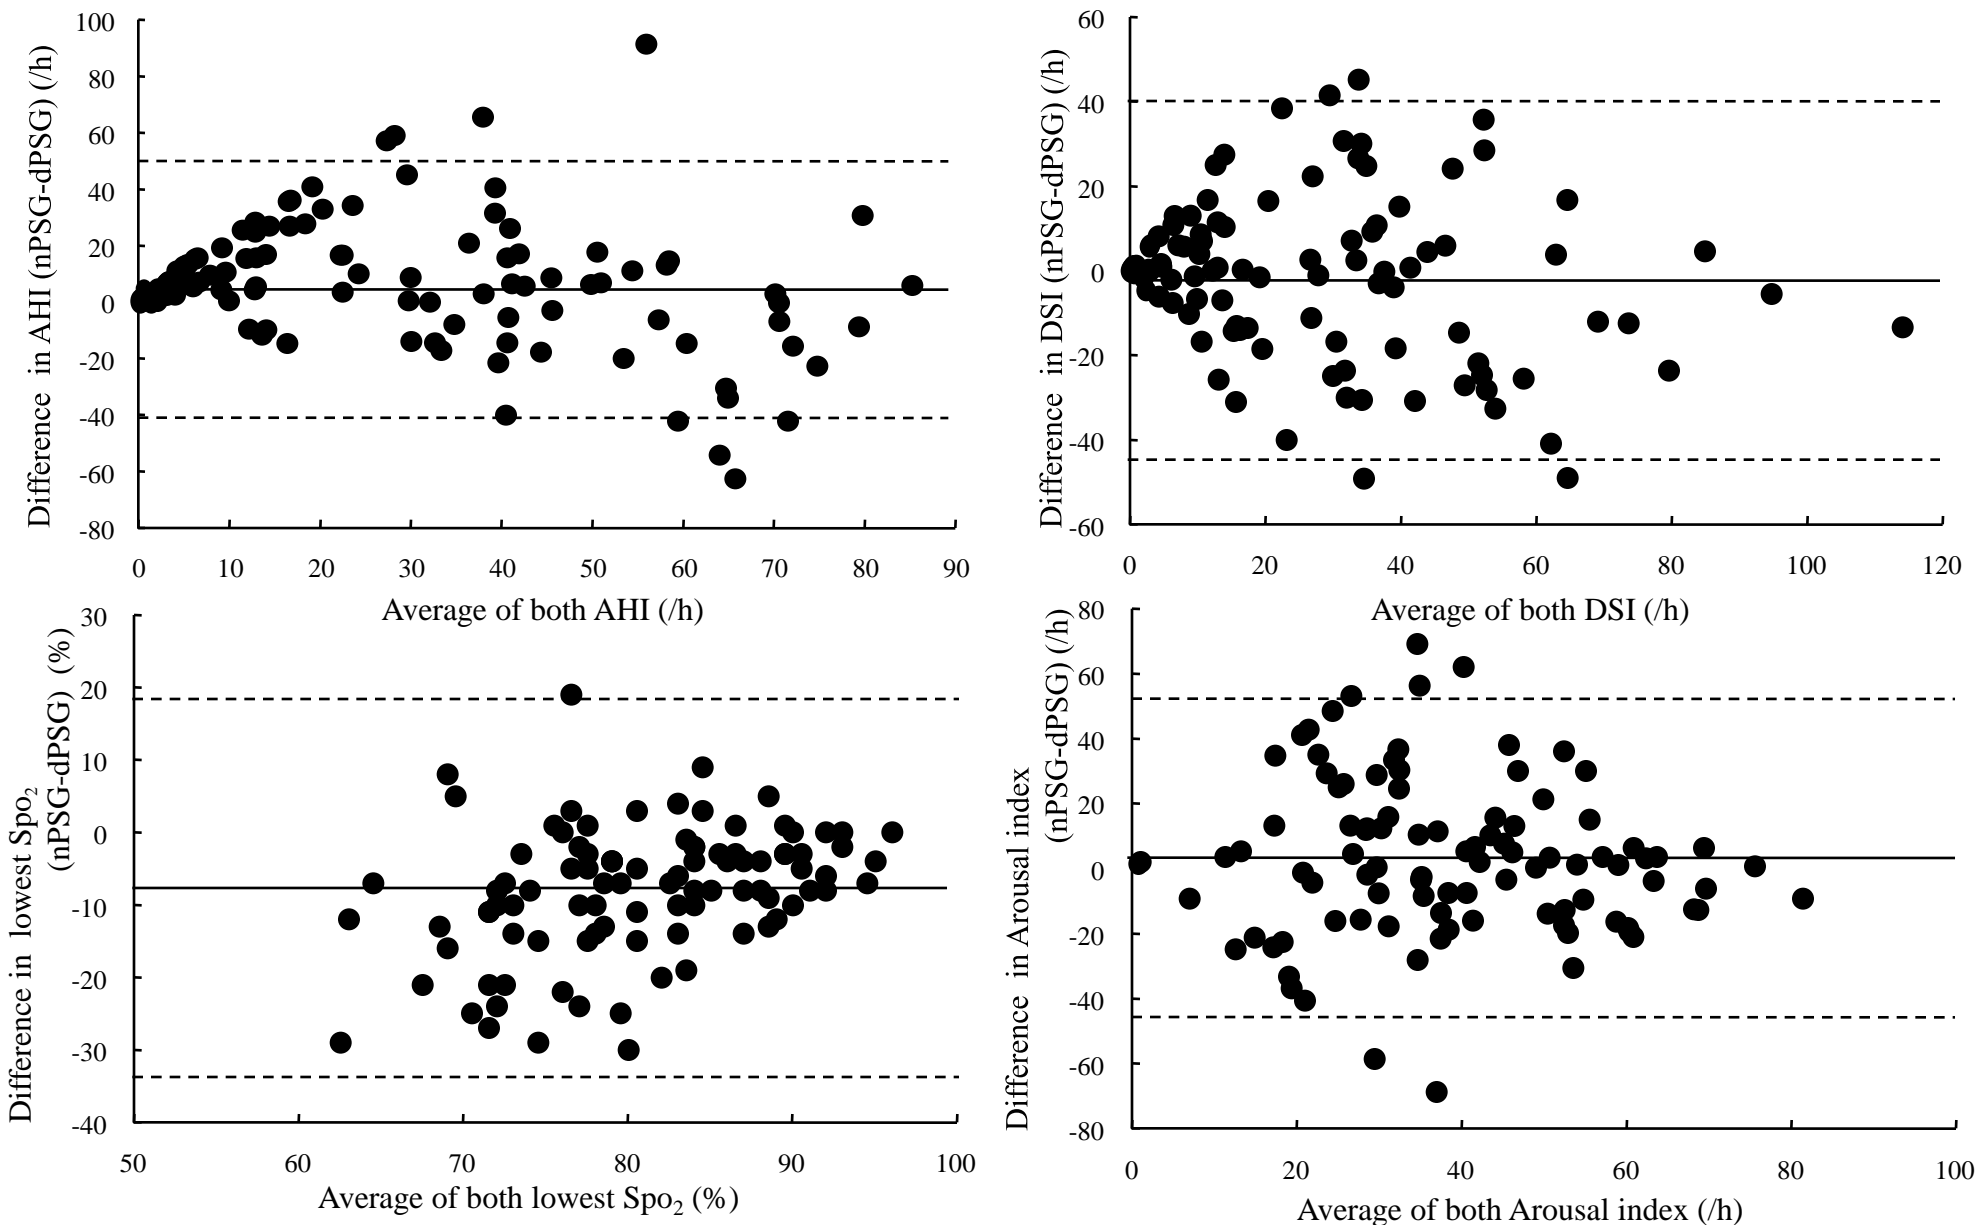 Difference in AHI (nPSG-dPSG) (/h)
100
80
60
40
20
0
-20
-40
-60
-80
0 10 20 30 40 50 60 70 80 90
Average of both AHI (/h)
Difference in DSI (nPSG-dPSG) (/h)
60
40
20
0
-20
-40
-60
0 20 40 60 80 100 120
Average of both DSI (/h)
Difference in lowest Spo₂
(nPSG-dPSG) (%)
30
20
10
0
-10
-20
-30
-40
50 60 70 80 90 100
Average of both lowest Spo₂ (%)
Difference in Arousal index
(nPSG-dPSG) (/h)
80
60
40
20
0
-20
-40
-60
-80
0 20 40 60 80 100
Average of both Arousal index (/h)